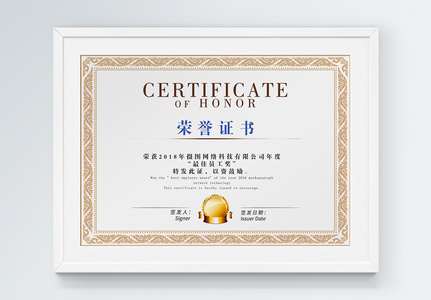 CERTIFICATE
OF HONOR
荣誉证书
荣获2018年摄图网络科技有限公司年度
“最佳员工奖”
特发此证，以资鼓励。
Won the " best employee award" of the year 2018
network technology
This certificate is hereby issued to encourage.
签发人： 签发日期：
Signer Issuer Date